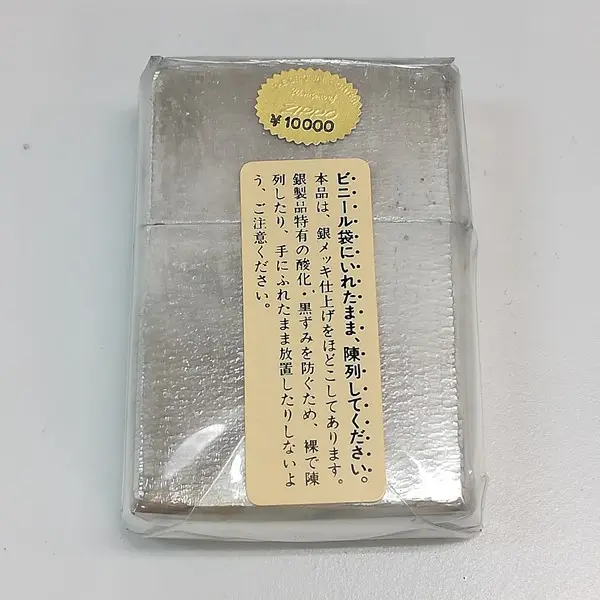 ZIPPO
¥10000
ビニール袋にいれたまま、陳列してください。
本品は、銀メッキ仕上げをほどこしてあります。
銀製品特有の酸化・黒ずみを防ぐため、裸で陳
列したり、手にふれたまま放置したりしないよ
う、ご注意ください。